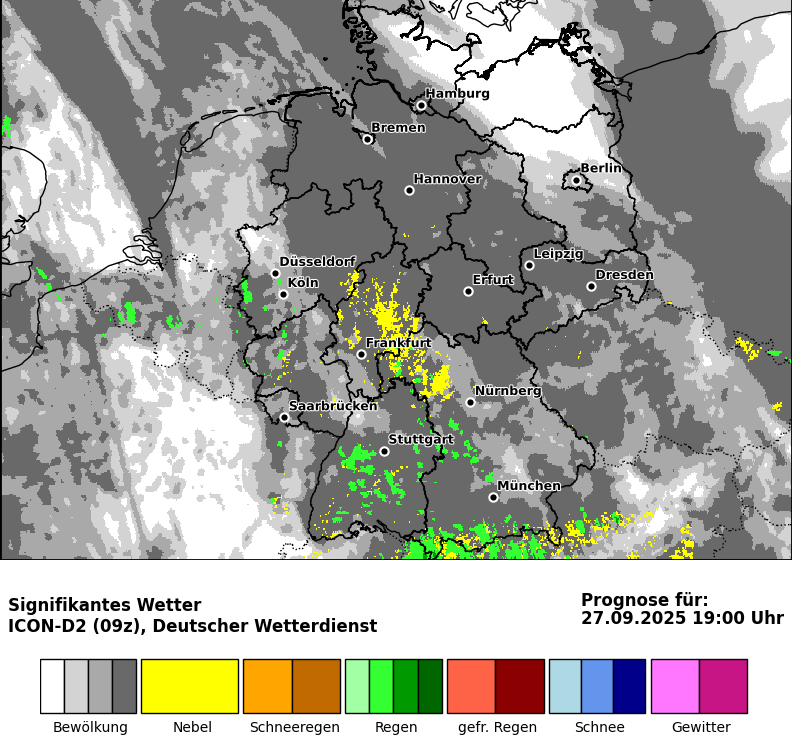 Hamburg
Bremen
Berlin
Hannover
Düsseldorf
Leipzig
Köln
Erfurt
Dresden
Frankfurt
Nürnberg
Saarbrücken
Stuttgart
München
Signifikantes Wetter
ICON-D2 (09z), Deutscher Wetterdienst
Prognose für:
27.09.2025 19:00 Uhr
Bewölkung Nebel Schneeregen Regen gefr. Regen Schnee Gewitter